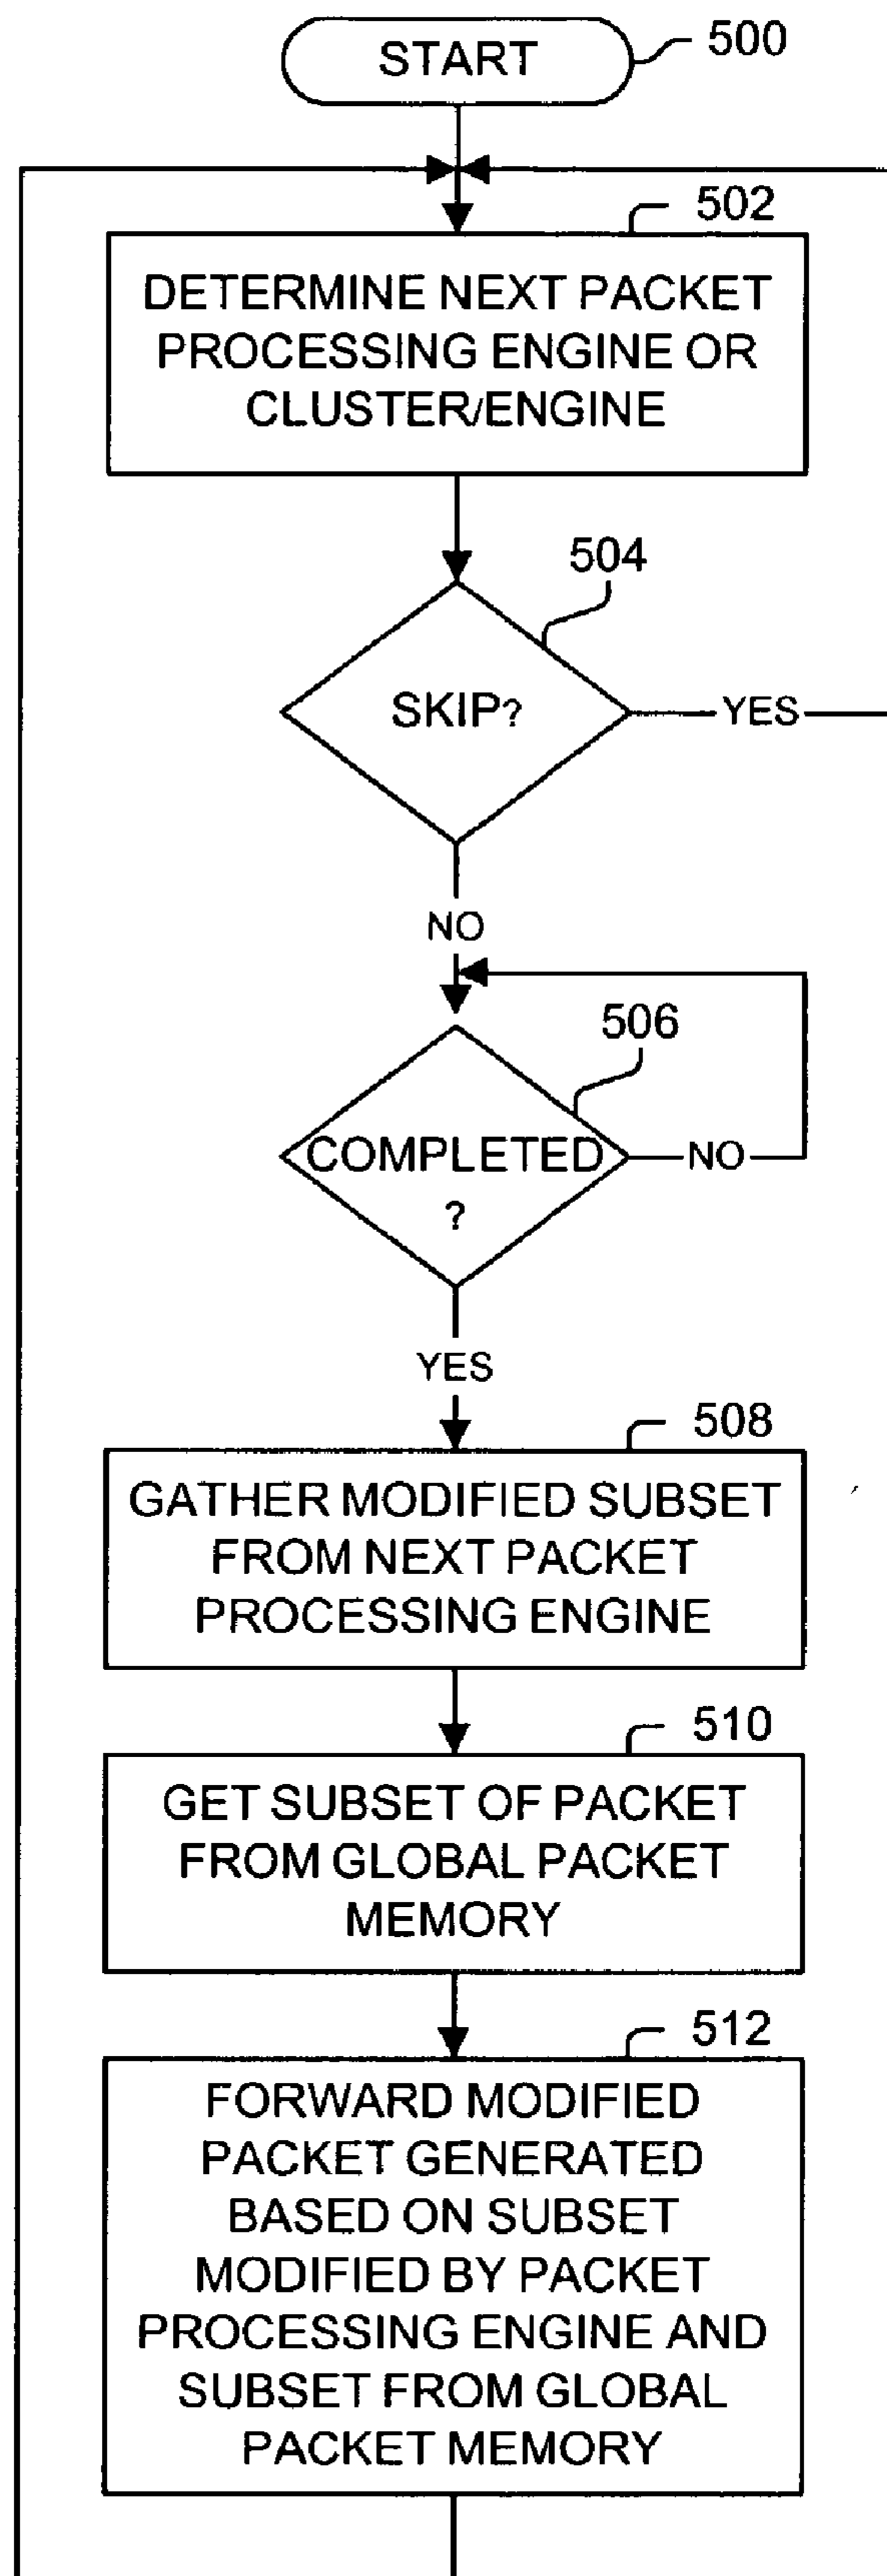 START
500
502
DETERMINE NEXT PACKET
PROCESSING ENGINE OR
CLUSTER/ENGINE
504
SKIP?
YES
NO
506
COMPLETED
?
NO
YES
508
GATHER MODIFIED SUBSET
FROM NEXT PACKET
PROCESSING ENGINE
510
GET SUBSET OF PACKET
FROM GLOBAL PACKET
MEMORY
512
FORWARD MODIFIED
PACKET GENERATED
BASED ON SUBSET
MODIFIED BY PACKET
PROCESSING ENGINE AND
SUBSET FROM GLOBAL
PACKET MEMORY